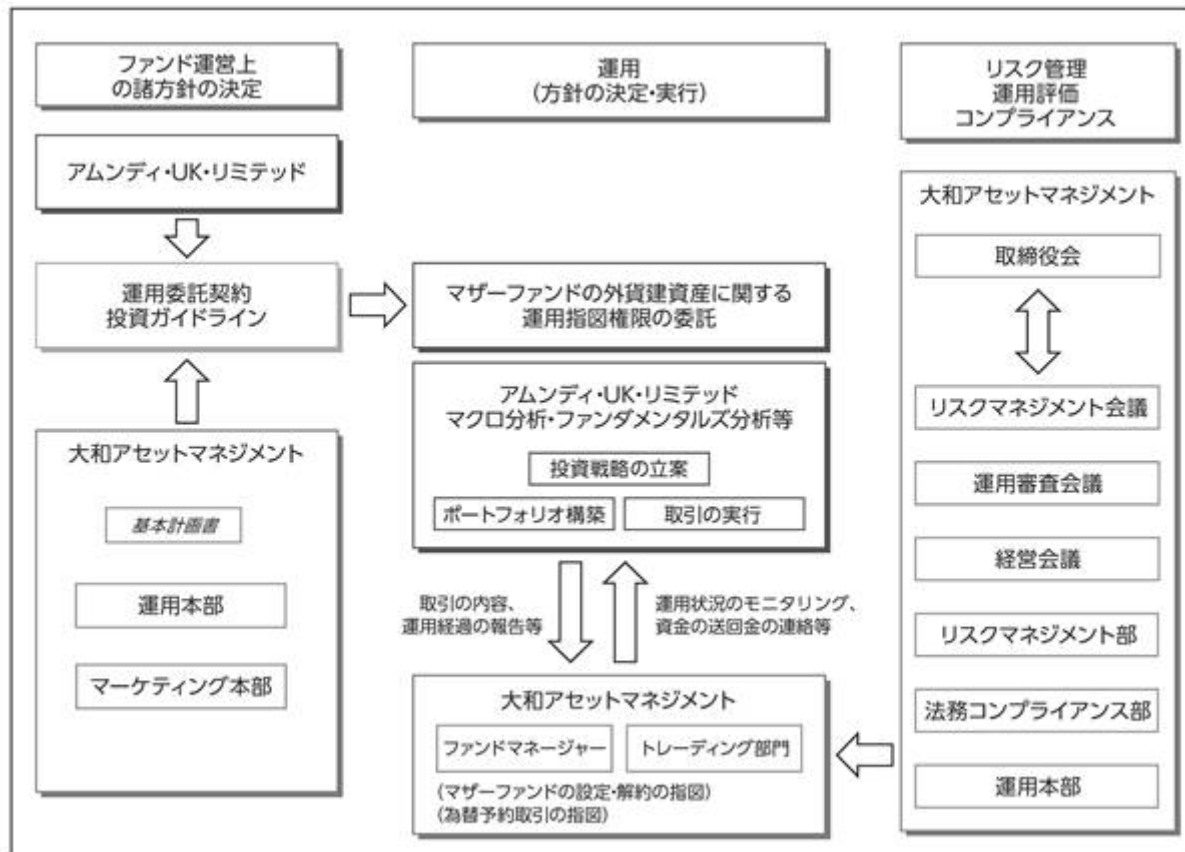 ファンド運営上
の諸方針の決定
アムンディ・UK・リミテッド
運用委託契約
投資ガイドライン
大和アセットマネジメント
基本計画書
運用本部
マーケティング本部
運用
(方針の決定・実行)
マザーファンドの外貨建資産に関する
運用指図権限の委託
アムンディ・UK・リミテッド
マクロ分析・ファンダメンタルズ分析等
投資戦略の立案
ポートフォリオ構築
取引の実行
取引の内容、
運用経過の報告等
運用状況のモニタリング、
資金の送回金の連絡等
大和アセットマネジメント
ファンドマネージャー
トレーディング部門
(マザーファンドの設定・解約の指図)
(為替予約取引の指図)
リスク管理
運用評価
コンプライアンス
大和アセットマネジメント
取締役会
リスクマネジメント会議
運用審査会議
経営会議
リスクマネジメント部
法務コンプライアンス部
運用本部